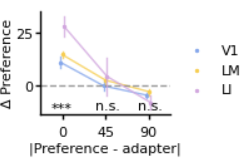 Δ Preference
25
0
*** n.s. n.s.
0 45 90
|Preference - adapter|
V1
LM
LI